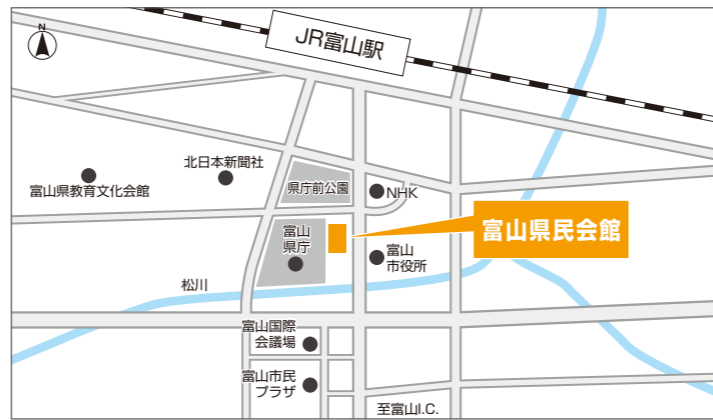 N
JR富山駅
北日本新聞社
富山県教育文化会館
県庁前公園
NHK
富山県民会館
富山
県庁
富山
市役所
松川
富山国際
会議場
富山市民
プラザ
至富山I.C.